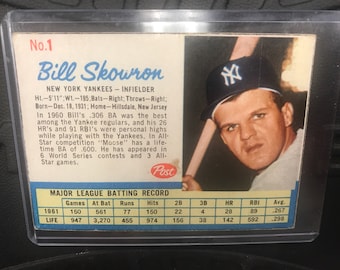 No.1
Bill Skowron
NEW YORK YANKEES — INFIELDER
Ht.-5'11"; Wt.-195; Bats-Right; Throws-Right;
Born-Dec. 18, 1931; Home-Hillsdale, New Jersey
In 1960 Bill's .306 BA was the best
among the Yankee regulars, and his 26
HR's and 91 RBI's were personal highs
while playing with the Yankees. In All-
Star competition "Moose" has a life-
time BA of .600. He has appeared in
6 World Series contests and 3 All-
Star games.
Post
MAJOR LEAGUE BATTING RECORD
Games At Bat Runs Hits 2B 3B HR RBI Avg.
1961 150 561 77 150 22 4 28 89 .267
LIFE 947 3,270 455 974 150 38 142 592 .298